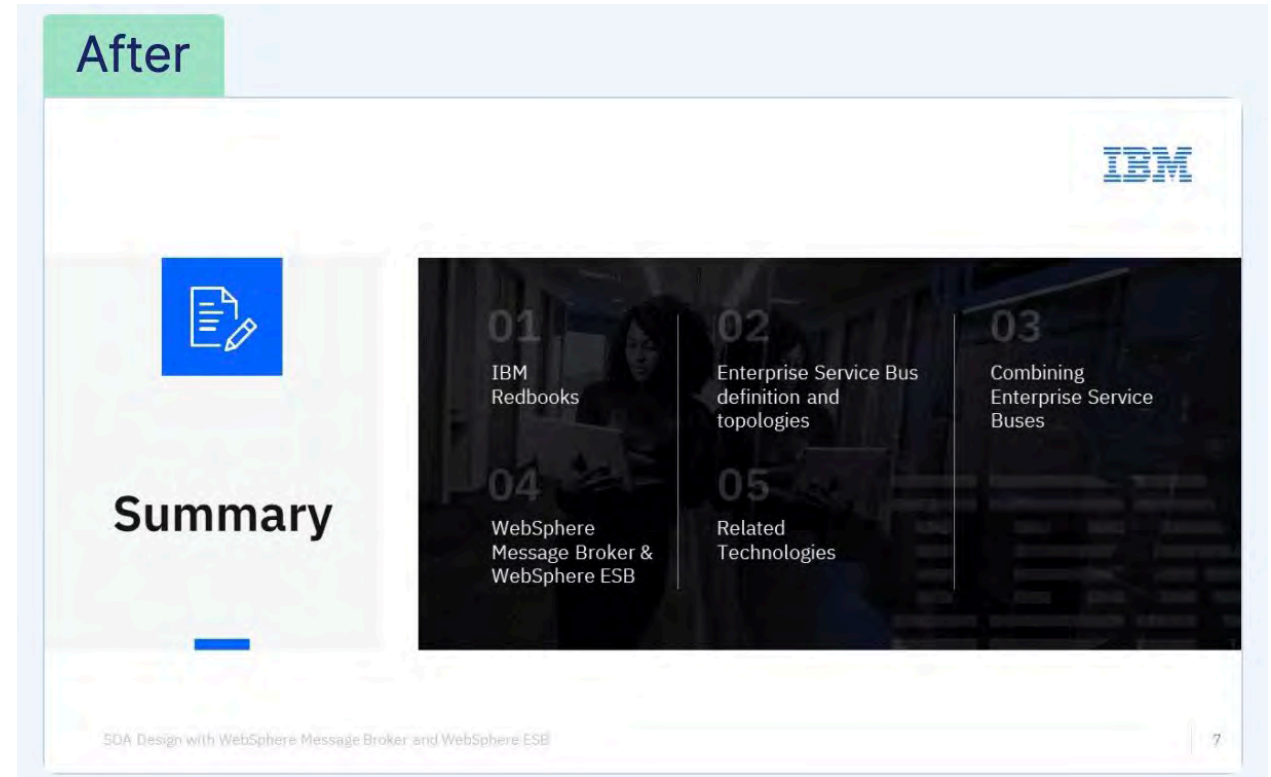 After
IBM
01
IBM
Redbooks
02
Enterprise Service Bus
definition and
topologies
03
Combining
Enterprise Service
Buses
Summary
04
WebSphere
Message Broker &
WebSphere ESB
05
Related
Technologies
IBM
SOA Design with WebSphere Message Broker and WebSphere ESB
7